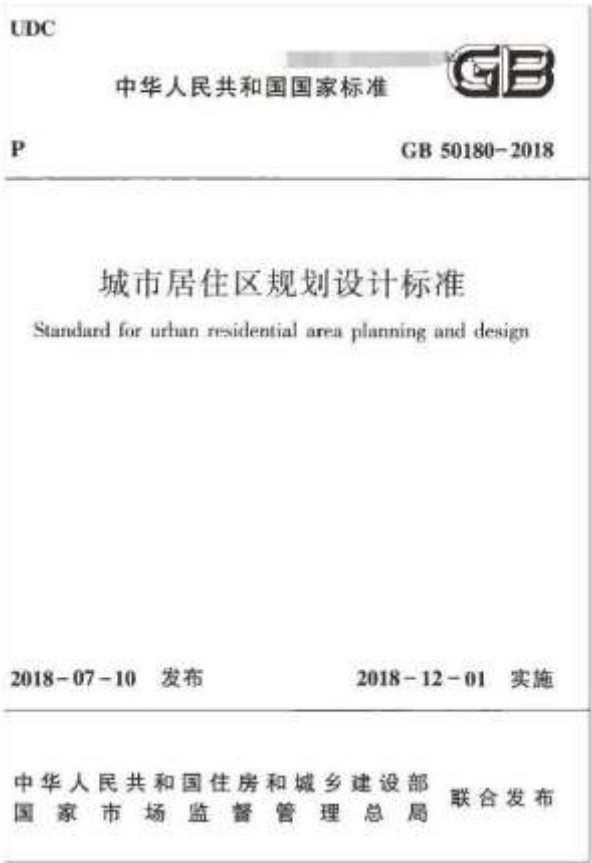 UDC
GB
中华人民共和国国家标准
P
GB 50180-2018
城市居住区规划设计标准
Standard for urban residential area planning and design
2018-07-10 发布
2018-12-01 实施
中华人民共和国住房和城乡建设部
国家市场监督管理总局
联合发布